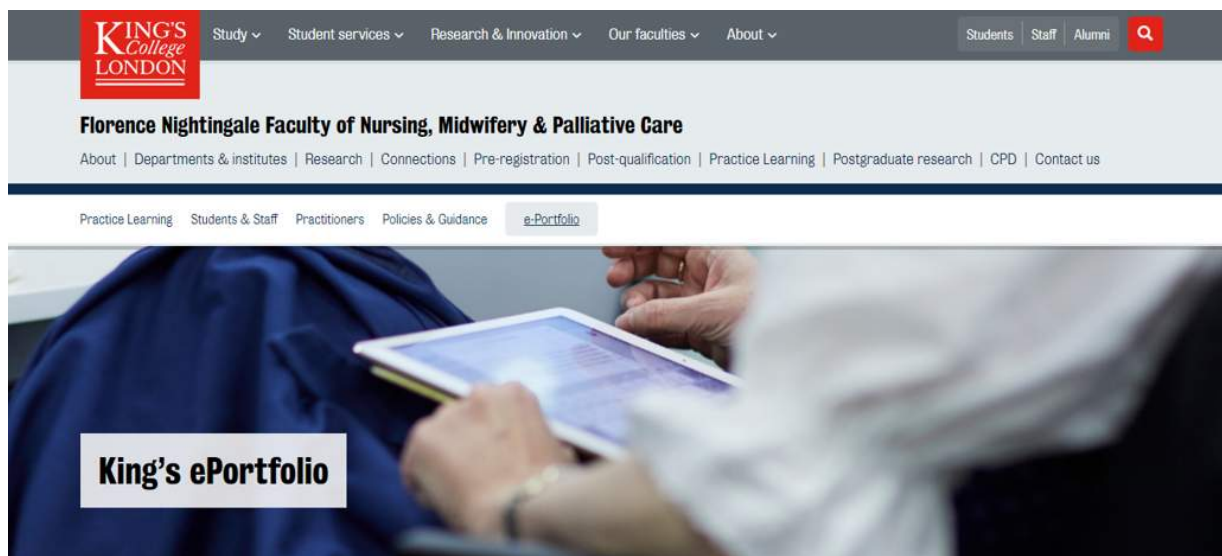 KING'S
College
LONDON
Study Student services Research & Innovation Our faculties About Students Staff Alumni
Florence Nightingale Faculty of Nursing, Midwifery & Palliative Care
About | Departments & institutes | Research | Connections | Pre-registration | Post-qualification | Practice Learning | Postgraduate research | CPD | Contact us
Practice Learning Students & Staff Practitioners Policies & Guidance e-Portfolio
King's ePortfolio